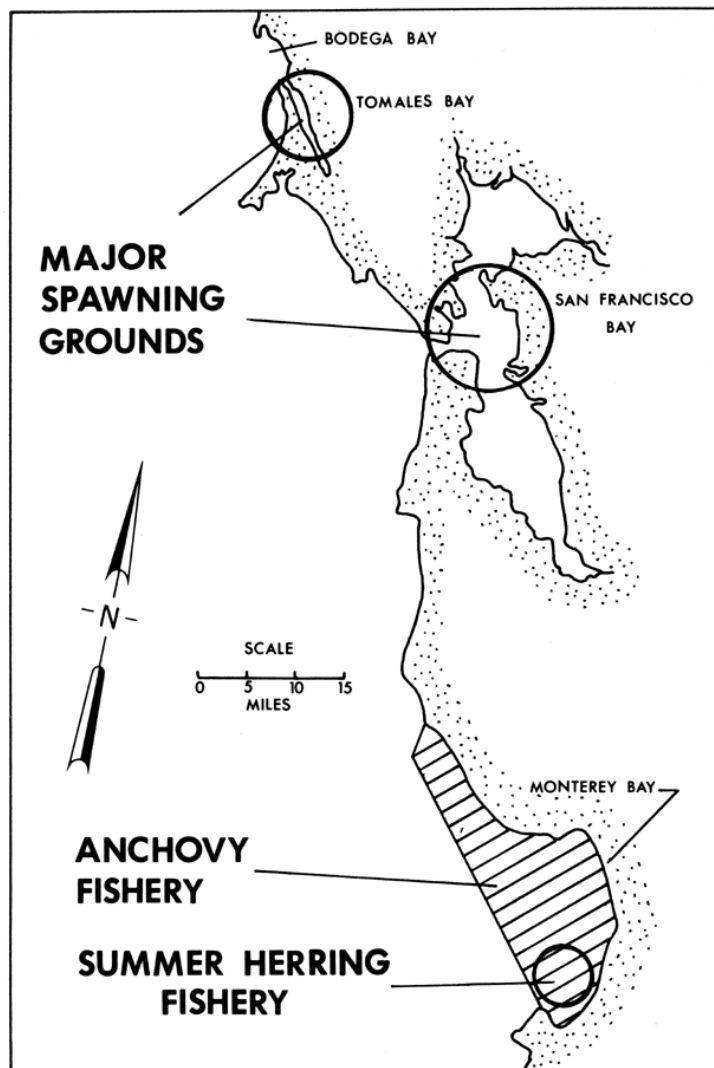 BODEGA BAY
TOMALES BAY
MAJOR
SPAWNING
GROUNDS
SAN FRANCISCO
BAY
N
SCALE
0 5 10 15
MILES
MONTEREY BAY
ANCHOVY
FISHERY
SUMMER HERRING
FISHERY